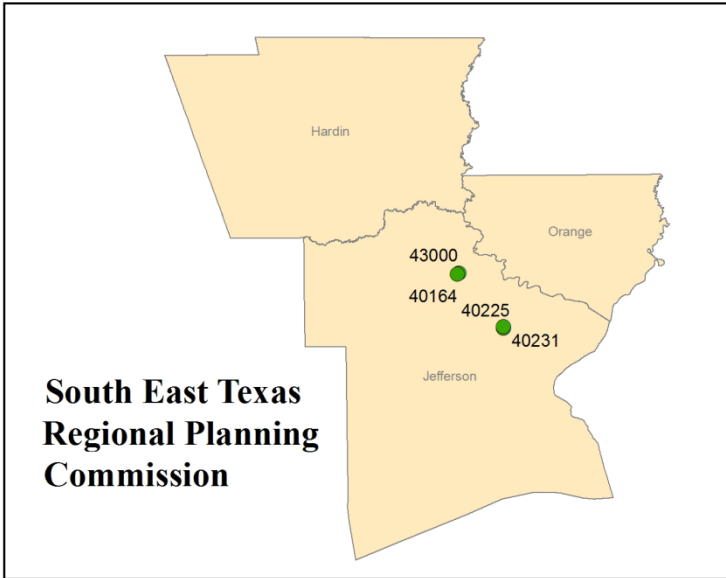 Hardin
Orange
43000
40164
40225
40231
Jefferson
South East Texas
Regional Planning
Commission